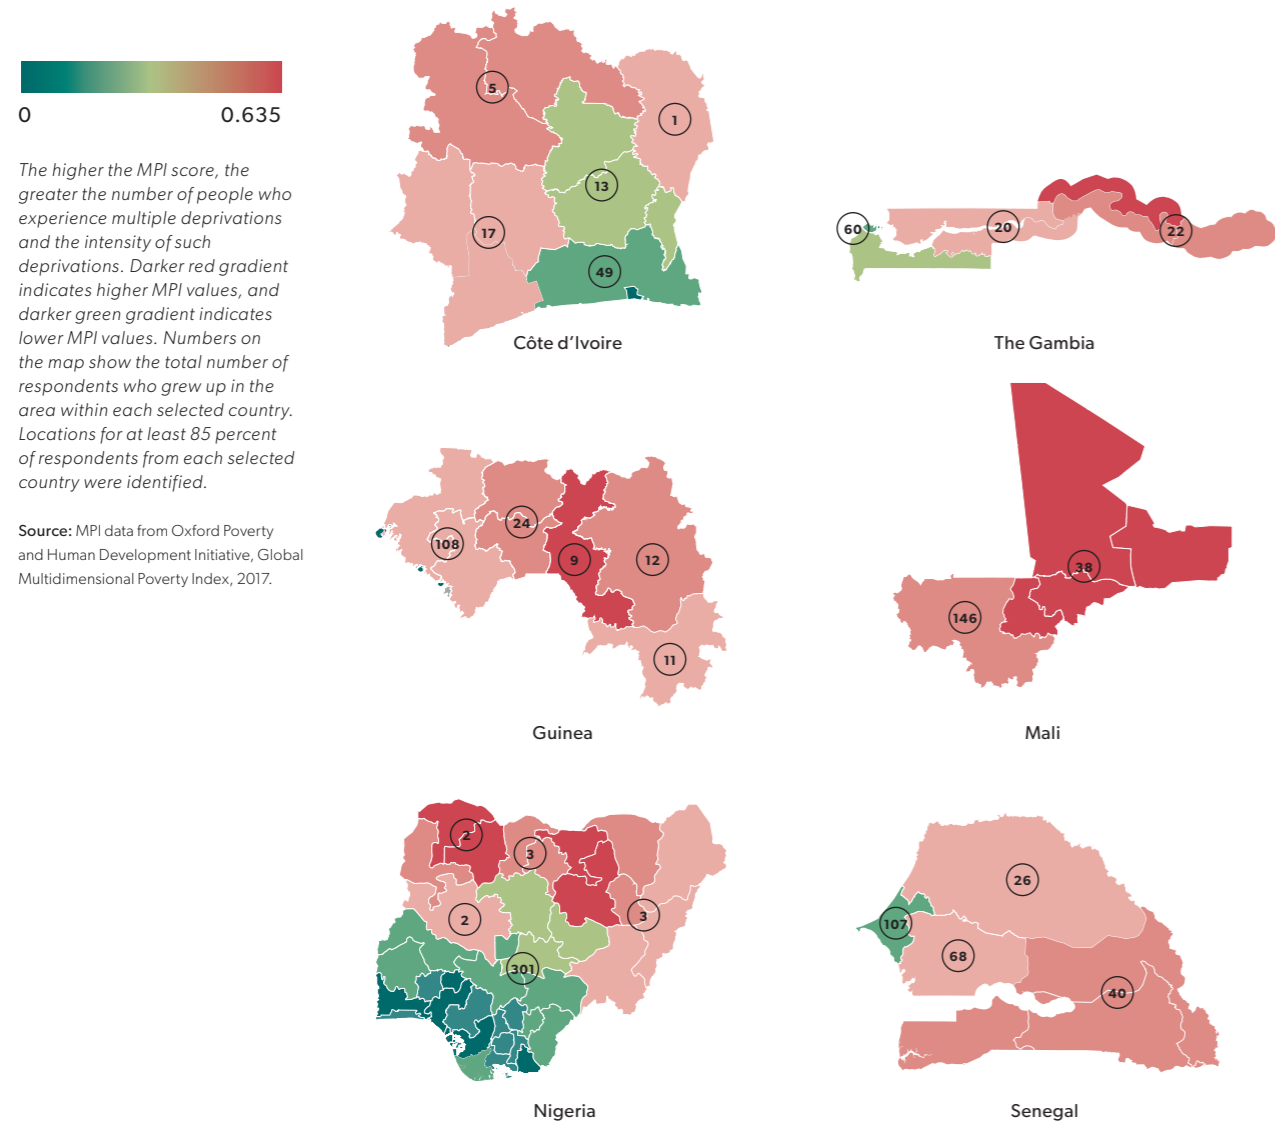 0 0.635
The higher the MPI score, the
greater the number of people who
experience multiple deprivations
and the intensity of such
deprivations. Darker red gradient
indicates higher MPI values, and
darker green gradient indicates
lower MPI values. Numbers on
the map show the total number of
respondents who grew up in the
area within each selected country.
Locations for at least 85 percent
of respondents from each selected
country were identified.
Source: MPI data from Oxford Poverty
and Human Development Initiative, Global
Multidimensional Poverty Index, 2017.
5
1
13
17
49
Côte d’Ivoire
60
20
22
The Gambia
108
24
9
12
11
Guinea
38
146
Mali
2
3
2
3
301
Nigeria
26
107
68
40
Senegal